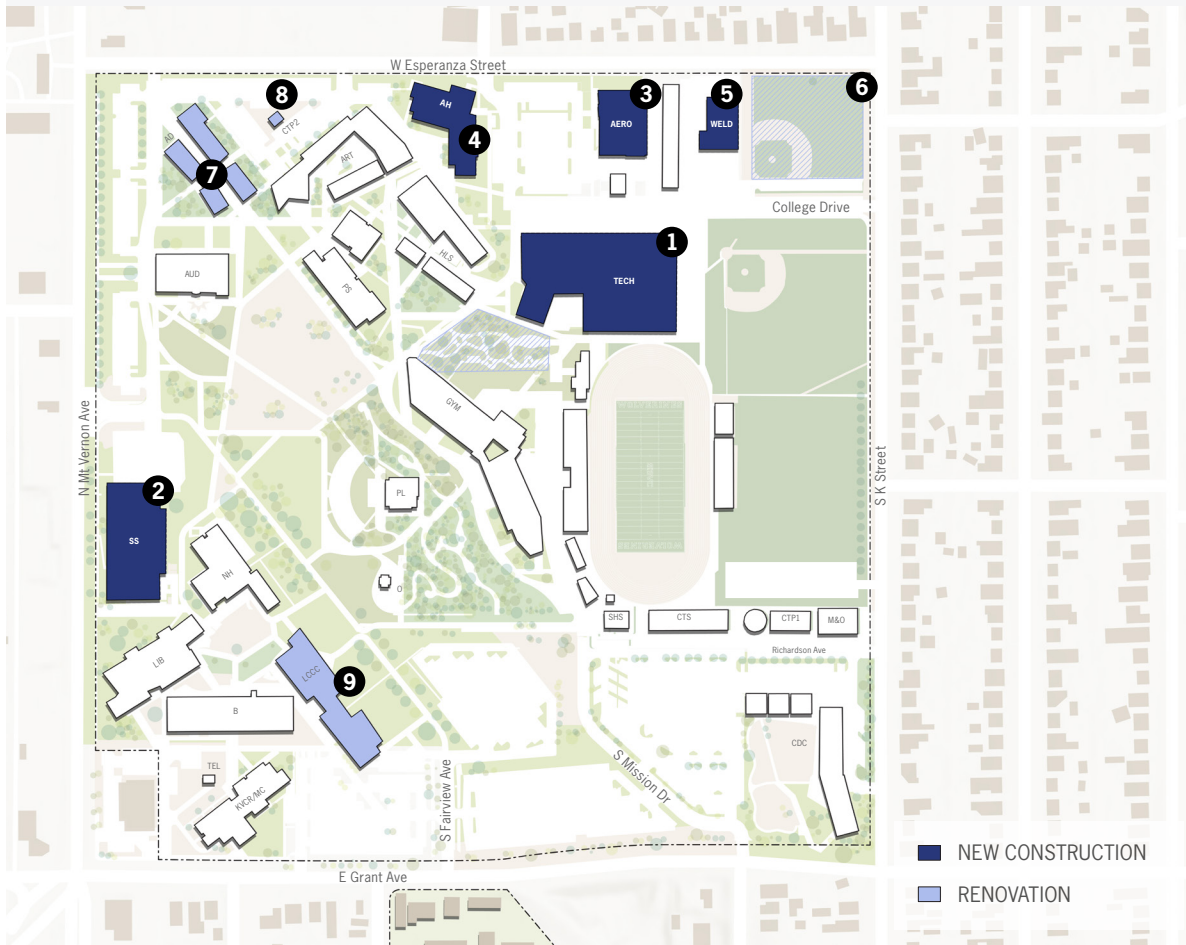 W Esperanza Street
8
3
5
6
AH
CTP2
AERO
WELD
AD
4
ART
7
College Drive
1
HLS
AUD
PS
TECH
GYM
N Mt Vernon Ave
S K Street
2
PL
SS
NH
O
SHS
CTS
CTP1
M&O
Richardson Ave
LIB
LCCC
9
B
CDC
TEL
S Mission Dr
KVCR/MC
S Fairview Ave
NEW CONSTRUCTION
E Grant Ave
RENOVATION